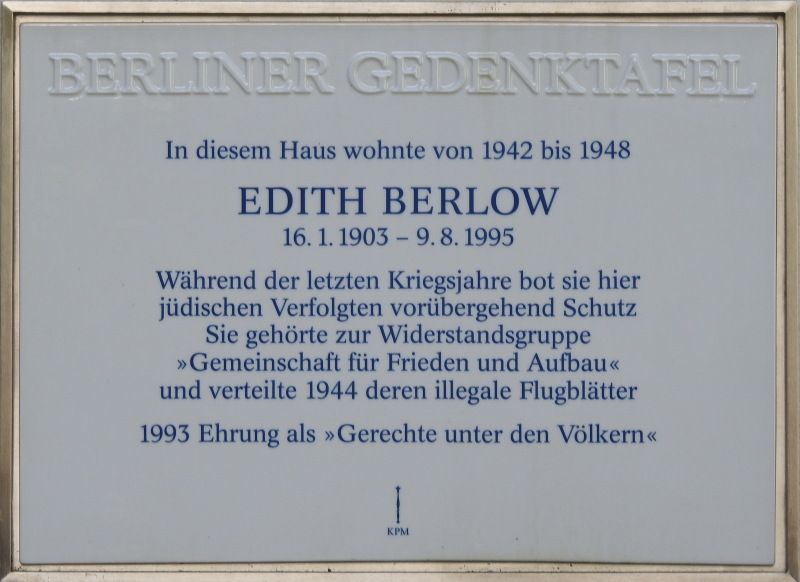 BERLINER GEDENKTAFEL
In diesem Haus wohnte von 1942 bis 1948
EDITH BERLOW
16. 1. 1903 – 9. 8. 1995
Während der letzten Kriegsjahre bot sie hier
jüdischen Verfolgten vorübergehend Schutz
Sie gehörte zur Widerstandsgruppe
»Gemeinschaft für Frieden und Aufbau«
und verteilte 1944 deren illegale Flugblätter
1993 Ehrung als »Gerechte unter den Völkern«
KPM